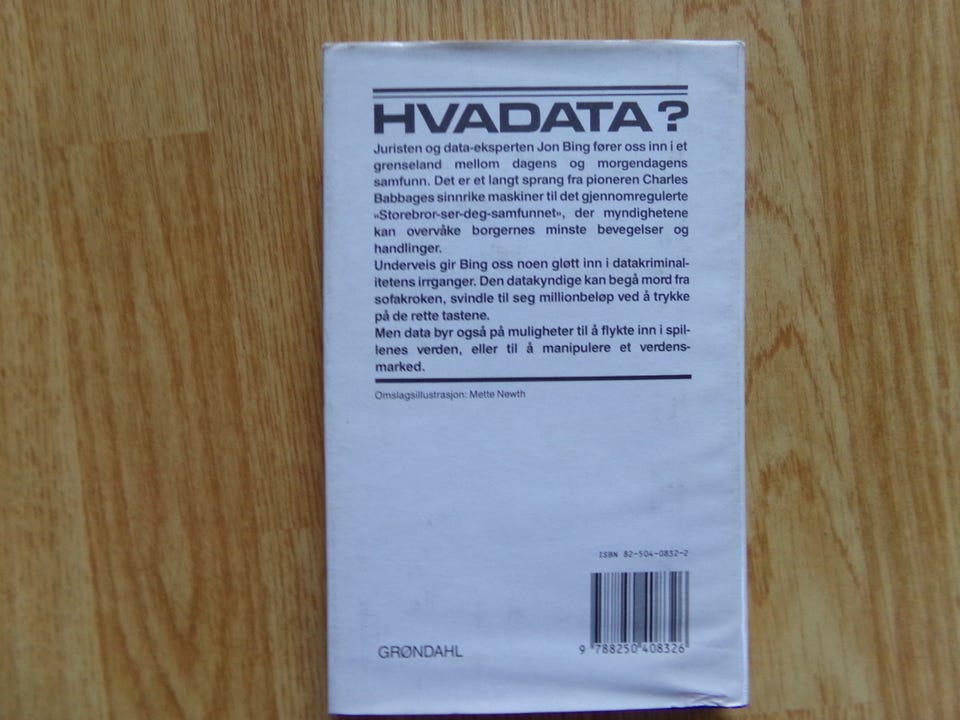 HVADATA?
Juristen og data-eksperten Jon Bing fører oss inn i et
grenseland mellom dagens og morgendagens
samfunn. Det er et langt sprang fra pioneren Charles
Babbages sinnrike maskiner til det gjennomregulerte
«Storebror-ser-deg-samfunnet», der myndighetene
kan overvåke borgernes minste bevegelser og
handlinger.
Underveis gir Bing oss noen gløtt inn i datakriminal-
itetens irrganger. Den datakyndige kan begå mord fra
sofakroken, svindle til seg millionbeløp ved å trykke
på de rette tastene.
Men data byr også på muligheter til å flykte inn i spil-
lenes verden, eller til å manipulere et verdens-
marked.
Omslagsillustrasjon: Mette Newth
ISBN 82-504-0832-2
9 788250 408326
GRØNDAHL